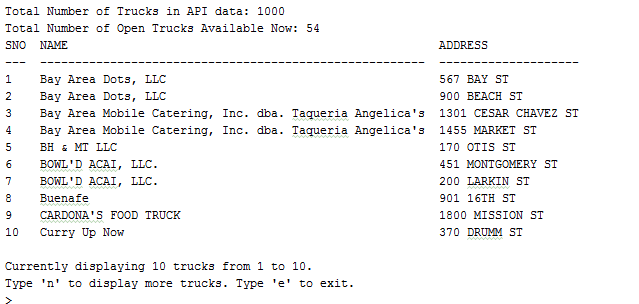 Total Number of Trucks in API data: 1000
Total Number of Open Trucks Available Now: 54
SNO NAME ADDRESS
--- ------------------------------------------------------- --------------------
1 Bay Area Dots, LLC 567 BAY ST
2 Bay Area Dots, LLC 900 BEACH ST
3 Bay Area Mobile Catering, Inc. dba. Taqueria Angelica's 1301 CESAR CHAVEZ ST
4 Bay Area Mobile Catering, Inc. dba. Taqueria Angelica's 1455 MARKET ST
5 BH & MT LLC 170 OTIS ST
6 BOWL'D ACAI, LLC. 451 MONTGOMERY ST
7 BOWL'D ACAI, LLC. 200 LARKIN ST
8 Buenafe 901 16TH ST
9 CARDONA'S FOOD TRUCK 1800 MISSION ST
10 Curry Up Now 370 DRUMM ST
Currently displaying 10 trucks from 1 to 10.
Type 'n' to display more trucks. Type 'e' to exit.
>